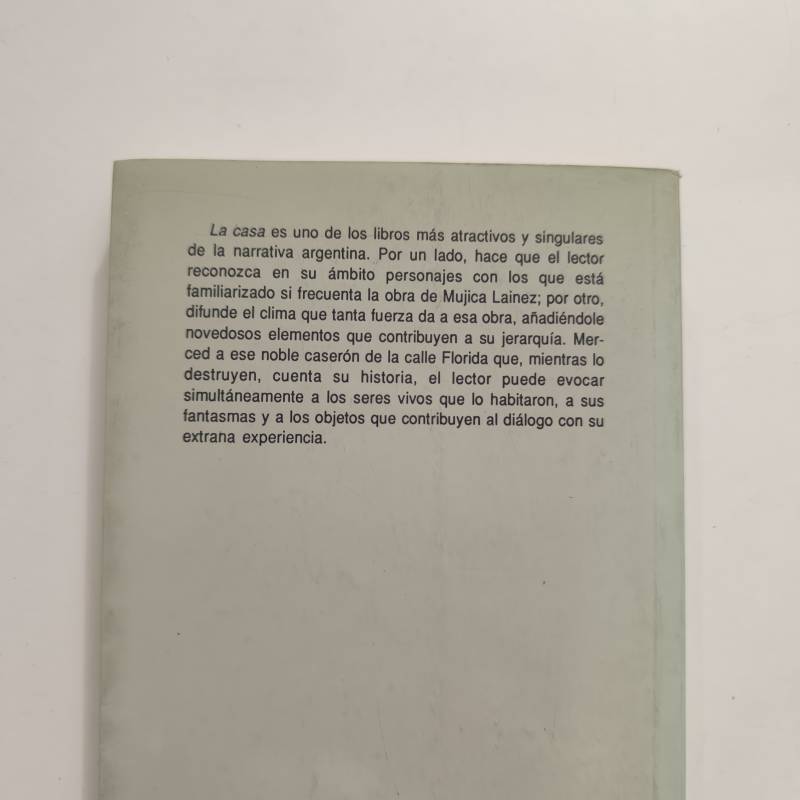 La casa es uno de los libros más atractivos y singulares
de la narrativa argentina. Por un lado, hace que el lector
reconozca en su ámbito personajes con los que está
familiarizado si frecuenta la obra de Mujica Lainez; por otro,
difunde el clima que tanta fuerza da a esa obra, añadiéndole
novedosos elementos que contribuyen a su jerarquía. Mer-
ced a ese noble caserón de la calle Florida que, mientras lo
destruyen, cuenta su historia, el lector puede evocar
simultáneamente a los seres vivos que lo habitaron, a sus
fantasmas y a los objetos que contribuyen al diálogo con su
extrana experiencia.